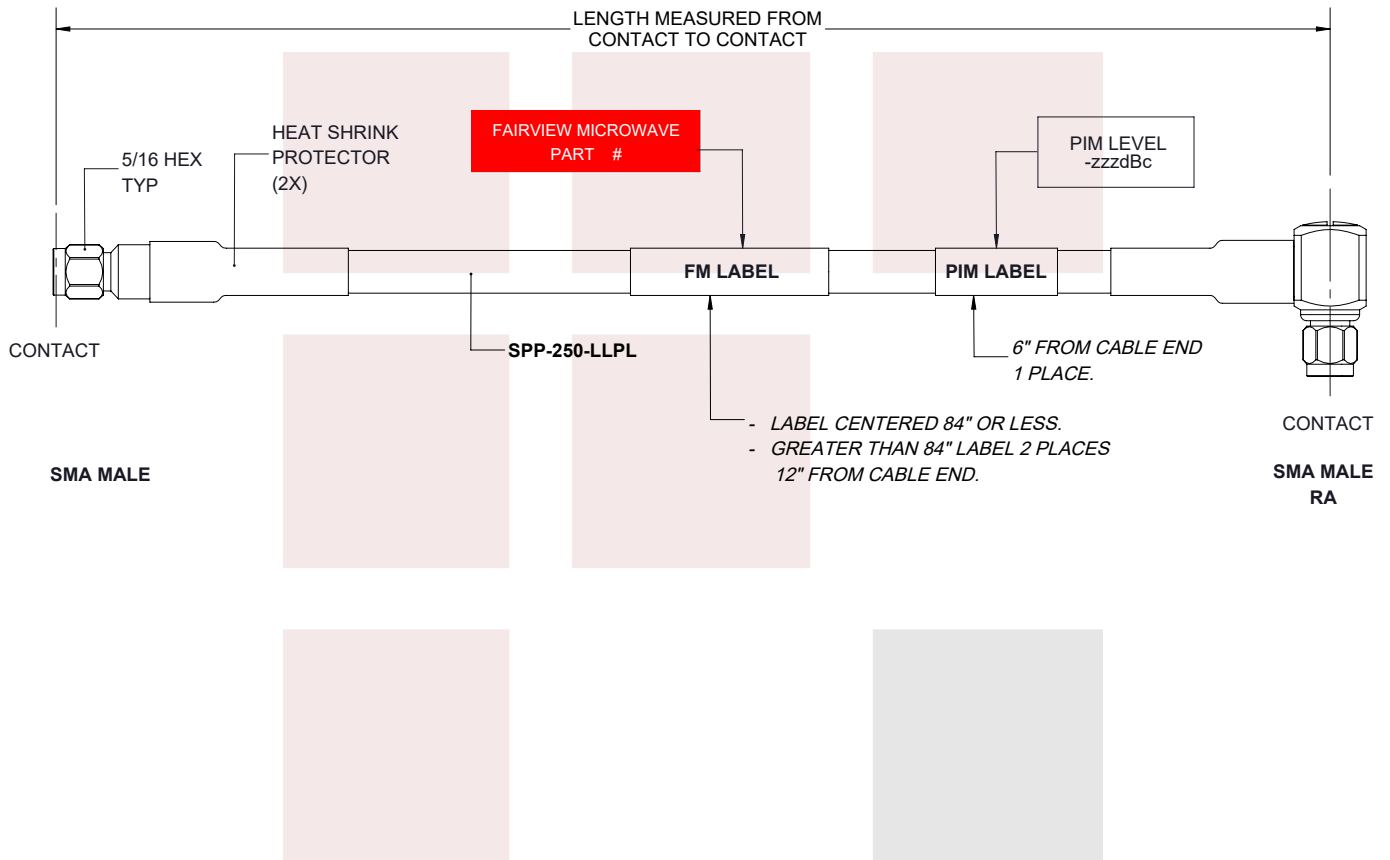 LENGTH MEASURED FROM
CONTACT TO CONTACT
FAIRVIEW MICROWAVE
PART #
HEAT SHRINK
PROTECTOR
(2X)
5/16 HEX
TYP
PIM LEVEL
-zzzdBc
FM LABEL
PIM LABEL
CONTACT
SPP-250-LLPL
6" FROM CABLE END
1 PLACE.
- LABEL CENTERED 84" OR LESS.
- GREATER THAN 84" LABEL 2 PLACES
12" FROM CABLE END.
CONTACT
SMA MALE
SMA MALE
RA